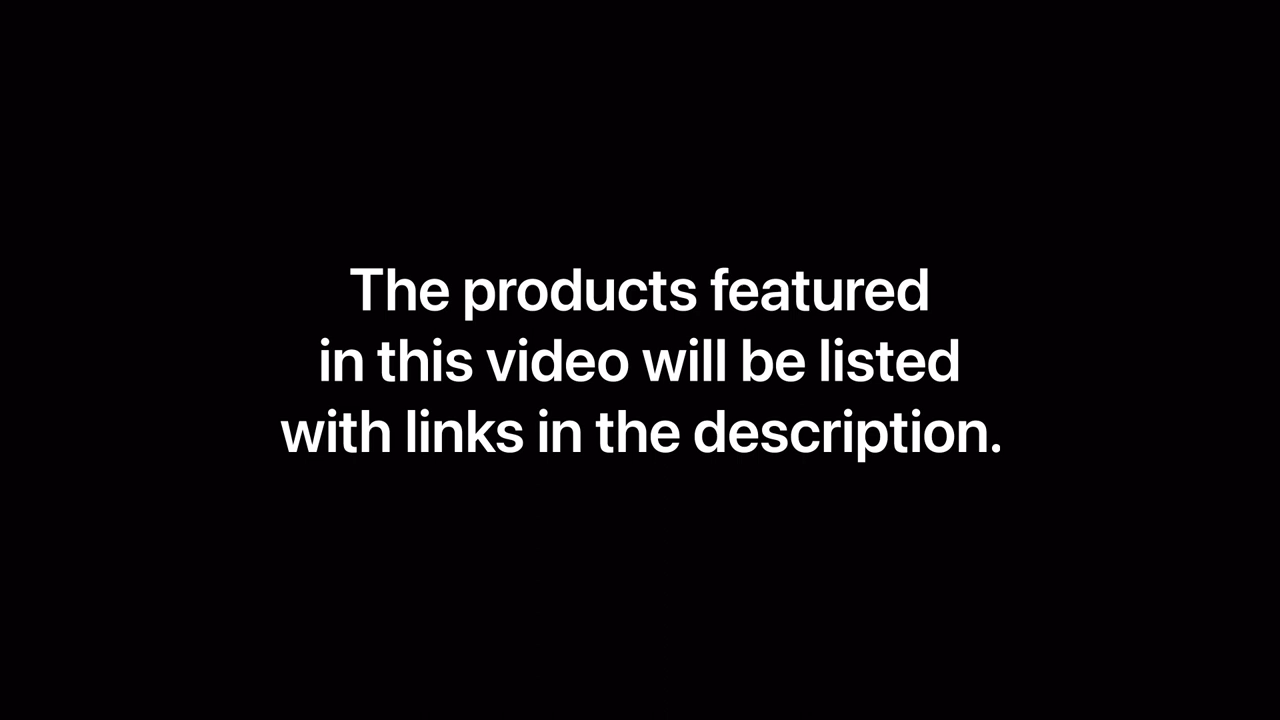 The products featured
in this video will be listed
with links in the description.